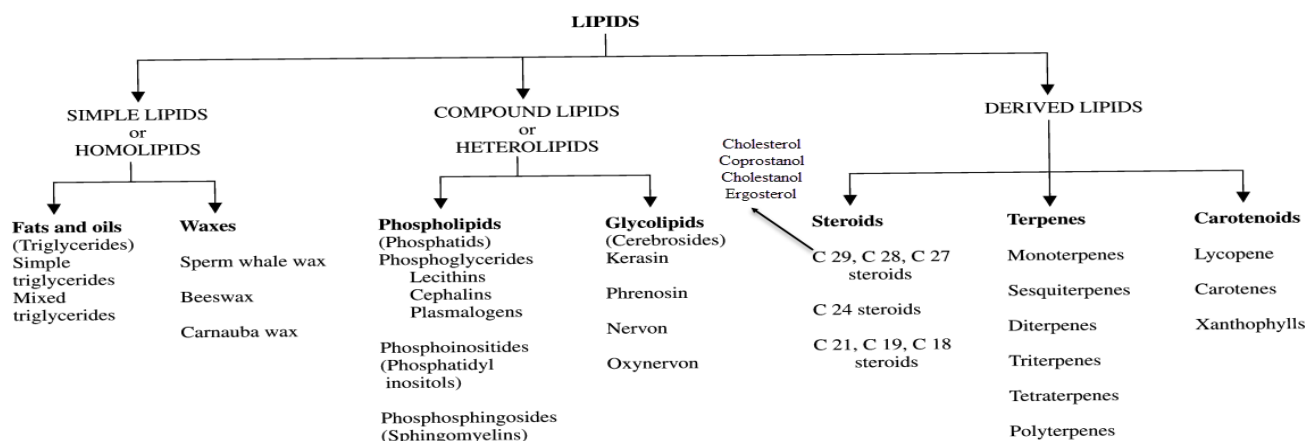 LIPIDS
SIMPLE LIPIDS
or
HOMOLIPIDS
COMPOUND LIPIDS
or
HETEROLIPIDS
DERIVED LIPIDS
Fats and oils
(Triglycerides)
Simple
triglycerides
Mixed
triglycerides
Waxes
Sperm whale wax
Beeswax
Carnauba wax
Phospholipids
(Phosphatids)
Phosphoglycerides
Lecithins
Cephalins
Plasmalogens
Phosphoinositides
(Phosphatidyl
inositols)
Phosphosphingosides
(Sphingomyelins)
Glycolipids
(Cerebrosides)
Kerasin
Phrenosin
Nervon
Oxynervon
Cholesterol
Coprostanol
Cholestanol
Ergosterol
Steroids
C 29, C 28, C 27
steroids
C 24 steroids
C 21, C 19, C 18
steroids
Terpenes
Monoterpenes
Sesquiterpenes
Diterpenes
Triterpenes
Tetraterpenes
Polyterpenes
Carotenoids
Lycopene
Carotenes
Xanthophylls